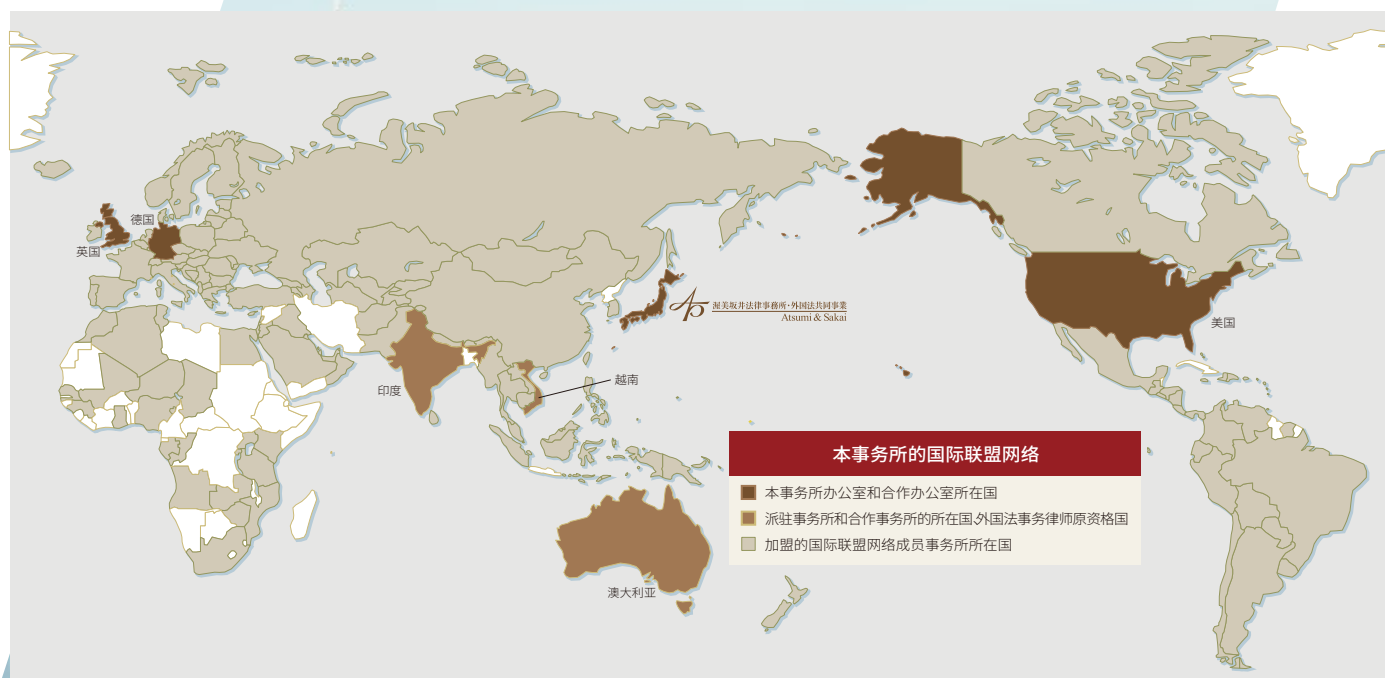 德国
英国
渥美坂井法律事務所・外国法共同事業
Atsumi & Sakai
美国
越南
印度
本事务所的国际联盟网络
本事务所办公室和合作办公室所在国
派驻事务所和合作事务所的所在国、外国法事务律师原资格国
加盟的国际联盟网络成员事务所所在国
澳大利亚